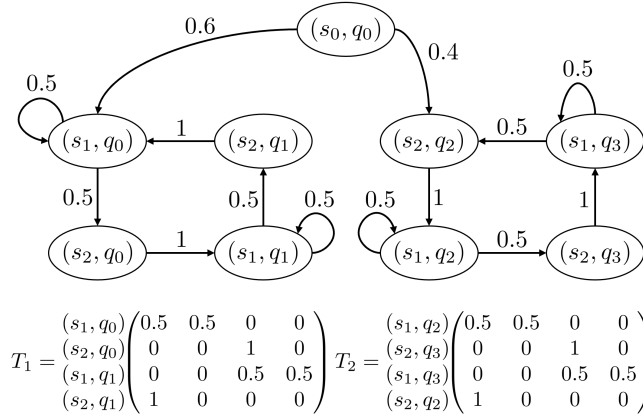 (s₀, q₀)
0.6
0.4
0.5
0.5
(s₁, q₀)
1
(s₂, q₁)
(s₂, q₂)
0.5
(s₁, q₃)
0.5
0.5
0.5
0.5
1
1
(s₂, q₀)
1
(s₁, q₁)
(s₁, q₂)
0.5
(s₂, q₃)
T₁ =
(s₁, q₀) 0.5 0.5 0 0
(s₂, q₀) 0 0 1 0
(s₁, q₁) 0 0 0.5 0.5
(s₂, q₁) 1 0 0 0
T₂ =
(s₁, q₂) 0.5 0.5 0 0
(s₂, q₃) 0 0 1 0
(s₁, q₃) 0 0 0.5 0.5
(s₂, q₂) 1 0 0 0